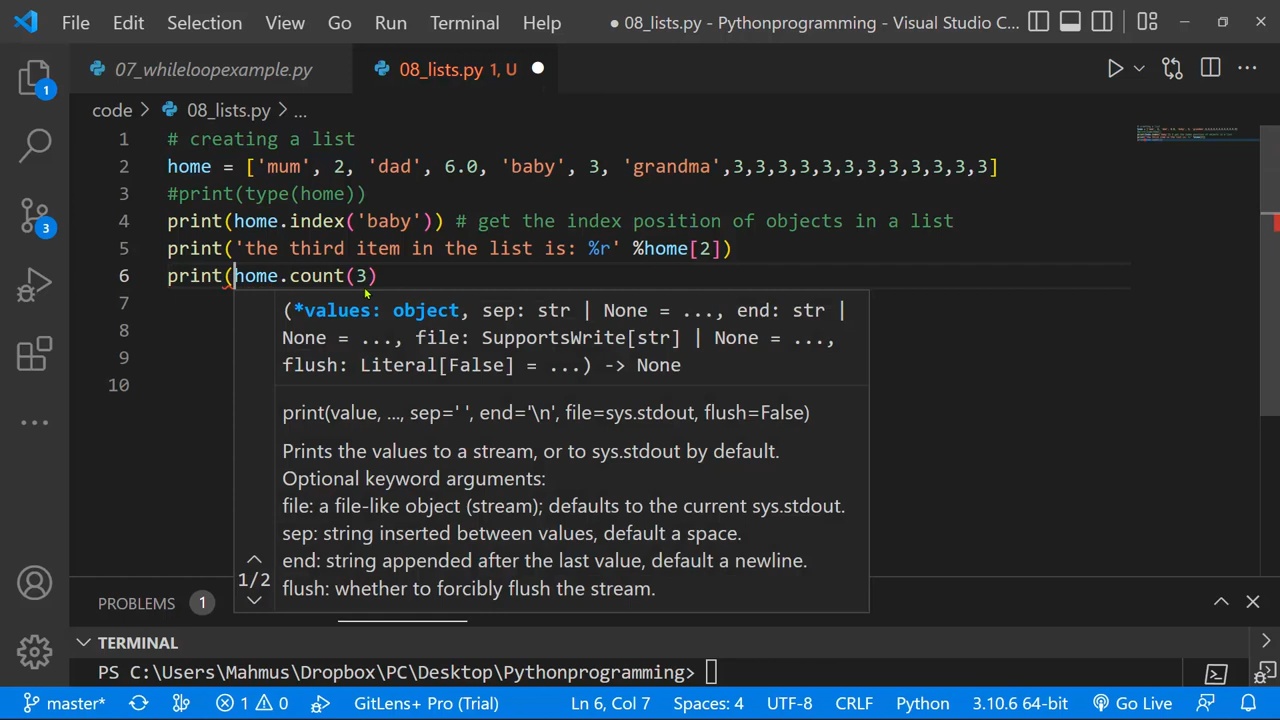 File Edit Selection View Go Run Terminal Help ● 08_lists.py - Pythonprogramming - Visual Studio C...
07_whileloopexample.py 08_lists.py 1, U
code > 08_lists.py > ...
1 # creating a list
2 home = ['mum', 2, 'dad', 6.0, 'baby', 3, 'grandma',3,3,3,3,3,3,3,3,3,3,3,3]
3 #print(type(home))
4 print(home.index('baby')) # get the index position of objects in a list
5 print('the third item in the list is: %r' %home[2])
6 print(home.count(3)
7
8
9
10
(*values: object, sep: str | None = ..., end: str |
None = ..., file: SupportsWrite[str] | None = ...,
flush: Literal[False] = ...) -> None
print(value, ..., sep=' ', end='\n', file=sys.stdout, flush=False)
Prints the values to a stream, or to sys.stdout by default.
Optional keyword arguments:
file: a file-like object (stream); defaults to the current sys.stdout.
sep: string inserted between values, default a space.
end: string appended after the last value, default a newline.
flush: whether to forcibly flush the stream.
1/2
1
3
PROBLEMS 1
TERMINAL
PS C:\Users\Mahmus\Dropbox\PC\Desktop\Pythonprogramming>
master* 1 0 GitLens+ Pro (Trial) Ln 6, Col 7 Spaces: 4 UTF-8 CRLF Python 3.10.6 64-bit Go Live